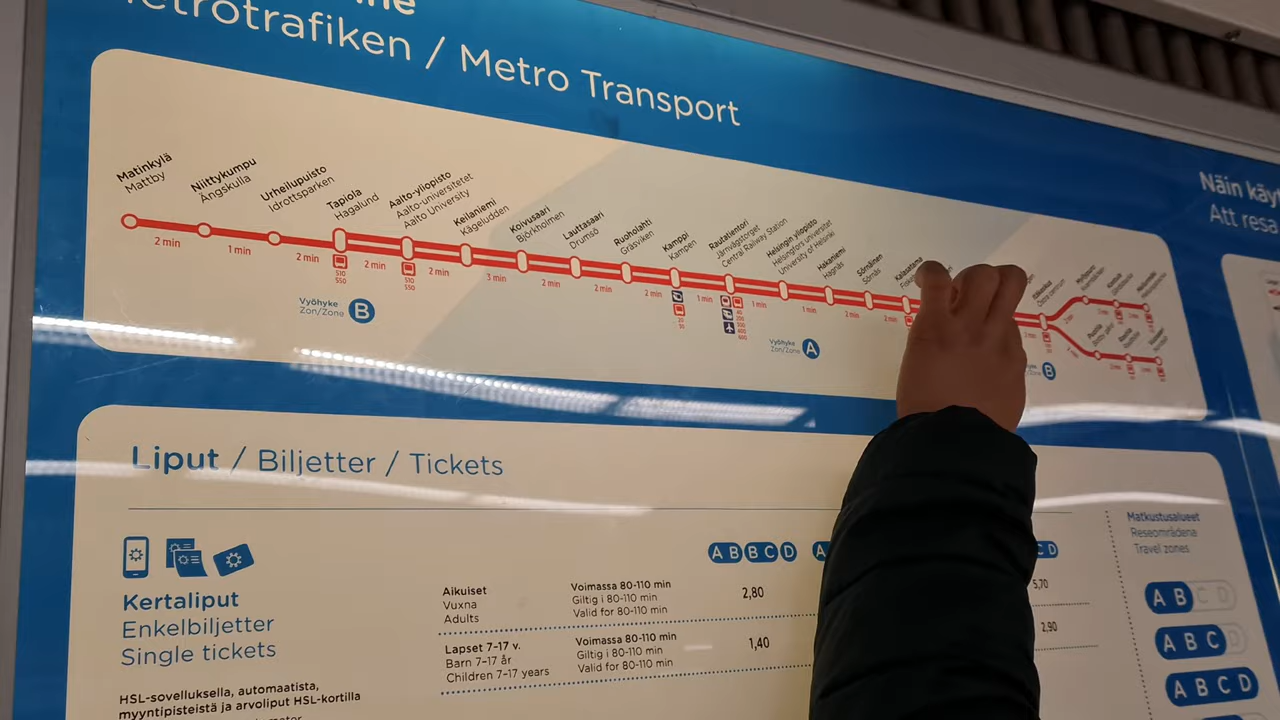 Metrotrafiken / Metro Transport
Matinkylä
Mattby
Niittykumpu
Ängskulla
Urheilupuisto
Idrottsparken
Tapiola
Hagalund
Aalto-yliopisto
Aalto-universitetet
Aalto University
Keilaniemi
Kägeludden
Koivusaari
Björkholmen
Lauttasaari
Drumsö
Ruoholahti
Gräsviken
Kamppi
Kampen
Rautatientori
Järnvägstorget
Central Railway Station
Helsingin yliopisto
Helsingfors universitet
University of Helsinki
Hakaniemi
Hagnäs
Sörnäinen
Sörnäs
Kalasatama
2 min
1 min
2 min
2 min
2 min
3 min
2 min
2 min
2 min
1 min
1 min
1 min
2 min
2 min
510
550
510
550
Vyöhyke
Zon/Zone B
Vyöhyke
Zon/Zone A
B
Näin
Att resa
Liput / Biljetter / Tickets
Kertaliput
Enkelbiljetter
Single tickets
HSL-sovelluksella, automaatista,
myyntipisteistä ja arvoliput HSL-kortilla
A B B C D A
C D
Aikuiset
Vuxna
Adults
Voimassa 80-110 min
Giltig i 80-110 min
Valid for 80-110 min
2,80
5,70
Lapset 7-17 v.
Barn 7-17 år
Children 7-17 years
Voimassa 80-110 min
Giltig i 80-110 min
Valid for 80-110 min
1,40
2,90
Matkustusalueet
Reseområdena
Travel zones
A B C D
A B C D
A B C D